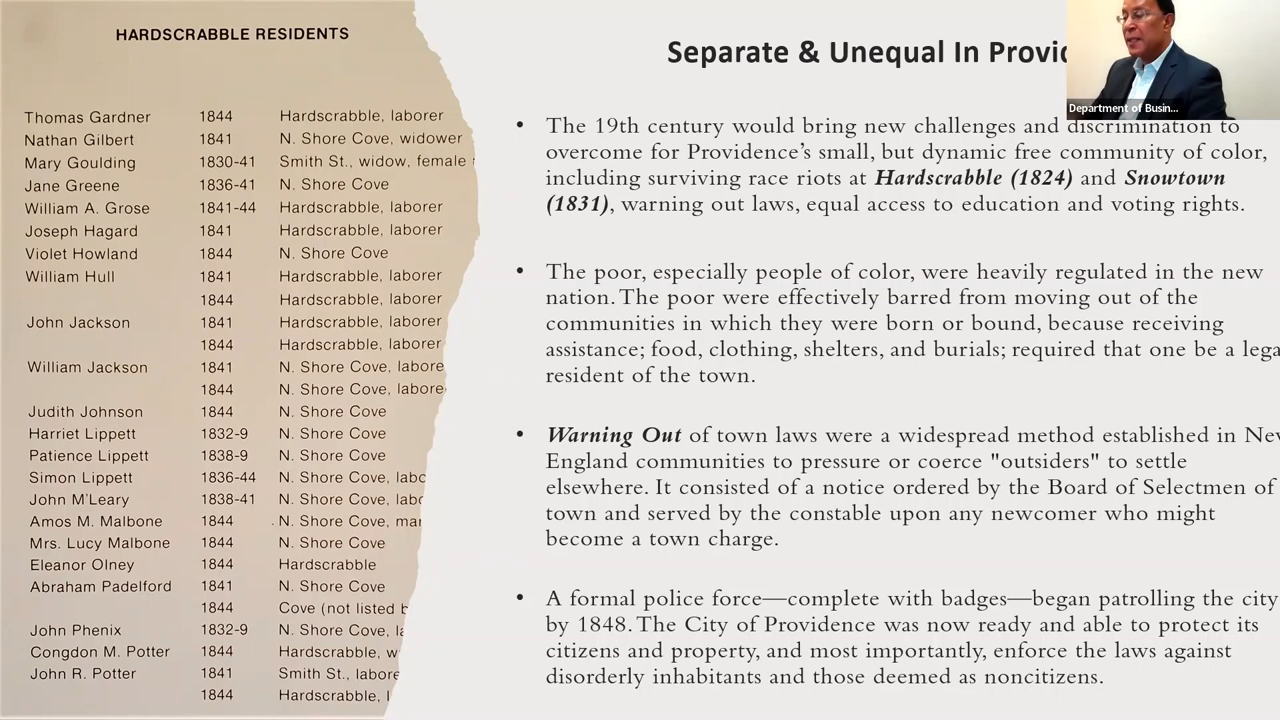 HARDSCRABBLE RESIDENTS
Thomas Gardner 1844 Hardscrabble, laborer
Nathan Gilbert 1841 N. Shore Cove, widower
Mary Goulding 1830-41 Smith St., widow, female
Jane Greene 1836-41 N. Shore Cove
William A. Grose 1841-44 Hardscrabble, laborer
Joseph Hagard 1841 Hardscrabble, laborer
Violet Howland 1844 N. Shore Cove
William Hull 1841 Hardscrabble, laborer
1844 Hardscrabble, laborer
John Jackson 1841 Hardscrabble, laborer
1844 Hardscrabble, laborer
William Jackson 1841 N. Shore Cove, labore
1844 N. Shore Cove, labore
Judith Johnson 1844 N. Shore Cove
Harriet Lippett 1832-9 N. Shore Cove
Patience Lippett 1838-9 N. Shore Cove
Simon Lippett 1836-44 N. Shore Cove, labo
John M'Leary 1838-41 N. Shore Cove, labo
Amos M. Malbone 1844 N. Shore Cove, mar
Mrs. Lucy Malbone 1844 N. Shore Cove
Eleanor Olney 1844 Hardscrabble
Abraham Padelford 1841 N. Shore Cove
1844 Cove (not listed b
John Phenix 1832-9 N. Shore Cove, la
Congdon M. Potter 1844 Hardscrabble, w
John R. Potter 1841 Smith St., labore
1844 Hardscrabble, l
Separate & Unequal In Provid
Department of Busin...
• The 19th century would bring new challenges and discrimination to
overcome for Providence's small, but dynamic free community of color,
including surviving race riots at Hardscrabble (1824) and Snowtown
(1831), warning out laws, equal access to education and voting rights.
• The poor, especially people of color, were heavily regulated in the new
nation. The poor were effectively barred from moving out of the
communities in which they were born or bound, because receiving
assistance; food, clothing, shelters, and burials; required that one be a lega
resident of the town.
• Warning Out of town laws were a widespread method established in New
England communities to pressure or coerce "outsiders" to settle
elsewhere. It consisted of a notice ordered by the Board of Selectmen of
town and served by the constable upon any newcomer who might
become a town charge.
• A formal police force—complete with badges—began patrolling the city
by 1848. The City of Providence was now ready and able to protect its
citizens and property, and most importantly, enforce the laws against
disorderly inhabitants and those deemed as noncitizens.